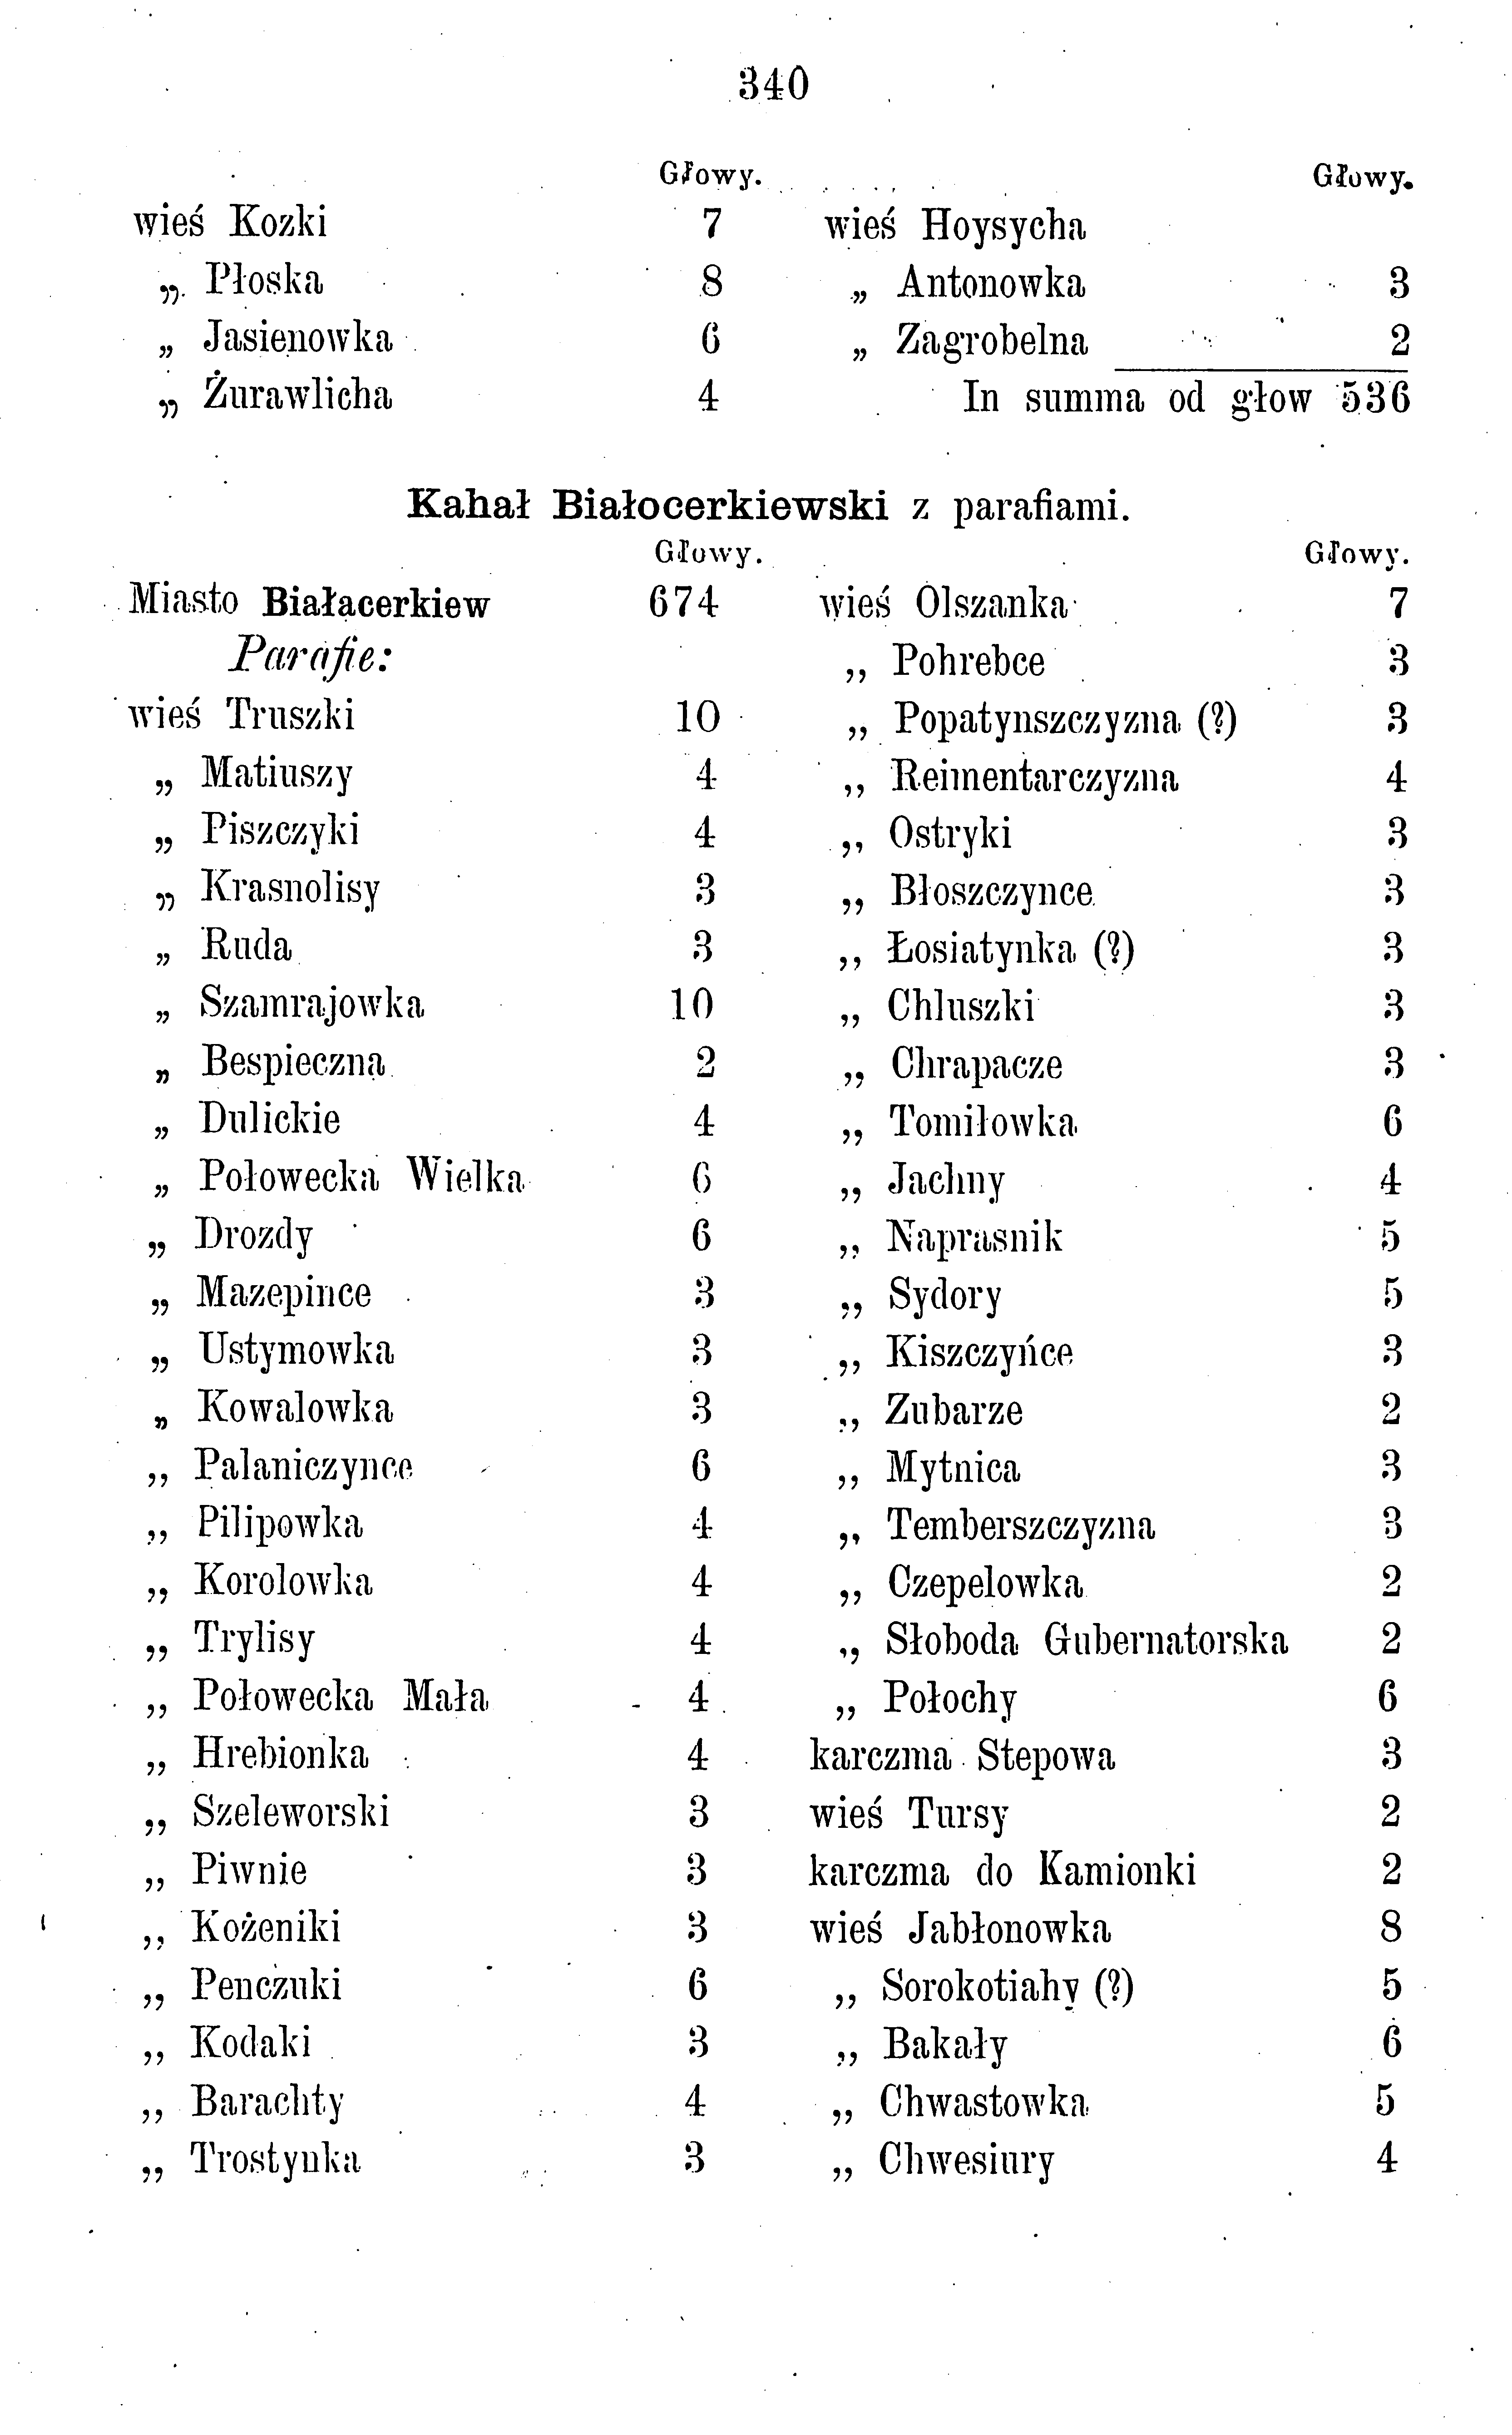 340
Głowy.
wieś Kozki 7
„ Płoska 8
„ Jasienowka 6
„ Żurawlicha 4
Głowy.
wieś Hoysycha
„ Antonowka 3
„ Zagrobelna 2
In summa od głow 536
Kahał Białocerkiewski z parafiami.
Głowy.
Miasto Białacerkiew 674
Parafie:
wieś Truszki 10
„ Matiuszy 4
„ Piszczyki 4
„ Krasnolisy 3
„ Ruda 3
„ Szamrajowka 10
„ Bespieczna 2
„ Dulickie 4
„ Połowecka Wielka 6
„ Drozdy 6
„ Mazepince 3
„ Ustymowka 3
„ Kowalowka 3
„ Palaniczynce 6
„ Pilipowka 4
„ Korolowka 4
„ Trylisy 4
„ Połowecka Mała 4
„ Hrebionka 4
„ Szeleworski 3
„ Piwnie 3
„ Kożeniki 3
„ Penczuki 6
„ Kodaki 3
„ Barachty 4
„ Trostynka 3
Głowy.
wieś Olszanka 7
„ Pohrebce 3
„ Popatynszczyzna (?) 3
„ Reimentarczyzna 4
„ Ostryki 3
„ Błoszczynce 3
„ Łosiatynka (?) 3
„ Chluszki 3
„ Chrapacze 3
„ Tomiłowka 6
„ Jachny 4
„ Naprasnik 5
„ Sydory 5
„ Kiszczyńce 3
„ Zubarze 2
„ Mytnica 3
„ Temberszczyzna 3
„ Czepelowka 2
„ Słoboda Gubernatorska 2
„ Połochy 6
karczma Stepowa 3
wieś Tursy 2
karczma do Kamionki 2
wieś Jabłonowka 8
„ Sorokotiahy (?) 5
„ Bakały 6
„ Chwastowka 5
„ Chwesiury 4